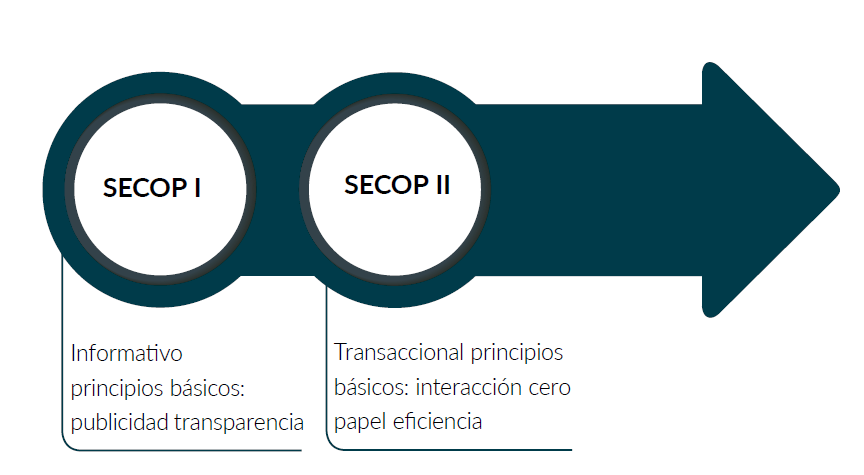 SECOP I
SECOP II
Informativo
principios básicos:
publicidad transparencia
Transaccional principios
básicos: interacción cero
papel eficiencia